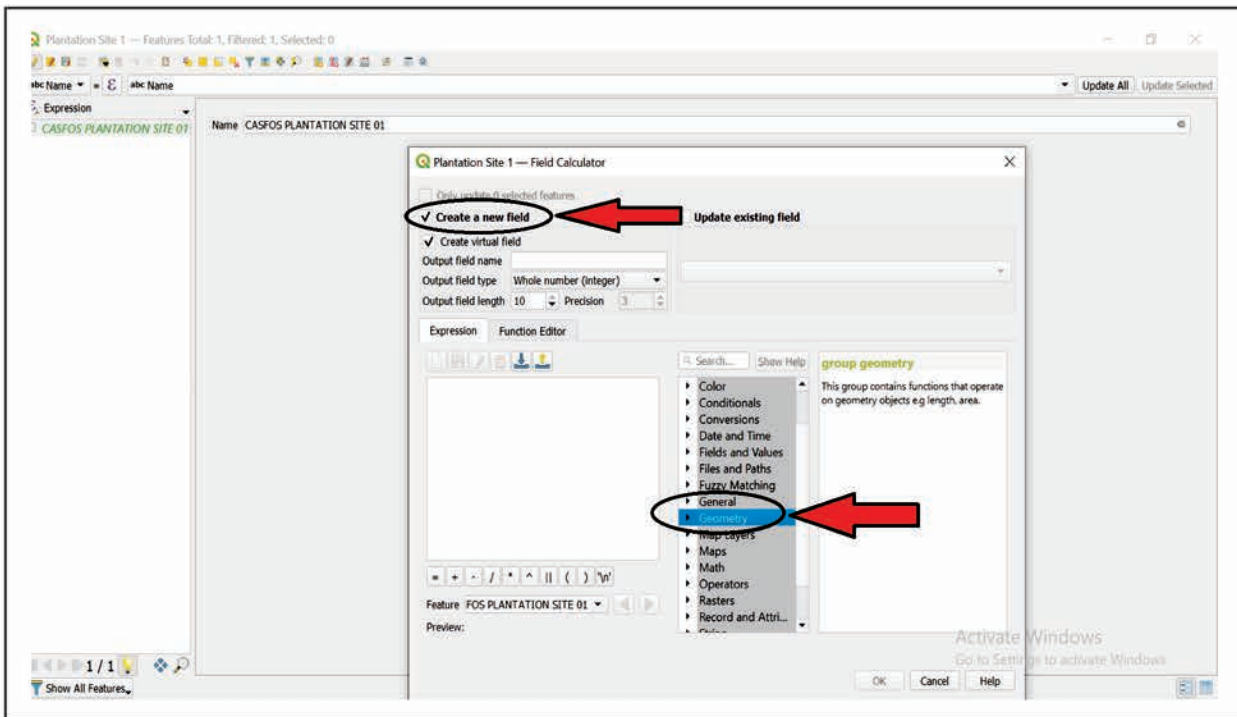 Plantation Site 1 — Features Total: 1, Filtered: 1, Selected: 0
abc Name = ε abc Name Update All Update Selected
Expression
CASFOS PLANTATION SITE 01
Name CASFOS PLANTATION SITE 01
Plantation Site 1 — Field Calculator
Only update 0 selected features
Create a new field
Update existing field
Create virtual field
Output field name
Output field type Whole number (integer)
Output field length 10 Precision 3
Expression Function Editor
Search... Show Help
group geometry
This group contains functions that operate
on geometry objects e.g length, area.
Color
Conditionals
Conversions
Date and Time
Fields and Values
Files and Paths
Fuzzy Matching
General
Geometry
Map Layers
Maps
Math
Operators
Rasters
Record and Attri...
String
= + - / * ^ || ( ) '\n'
Feature FOS PLANTATION SITE 01
Preview:
Activate Windows
Go to Settings to activate Windows
OK Cancel Help
1 / 1
Show All Features